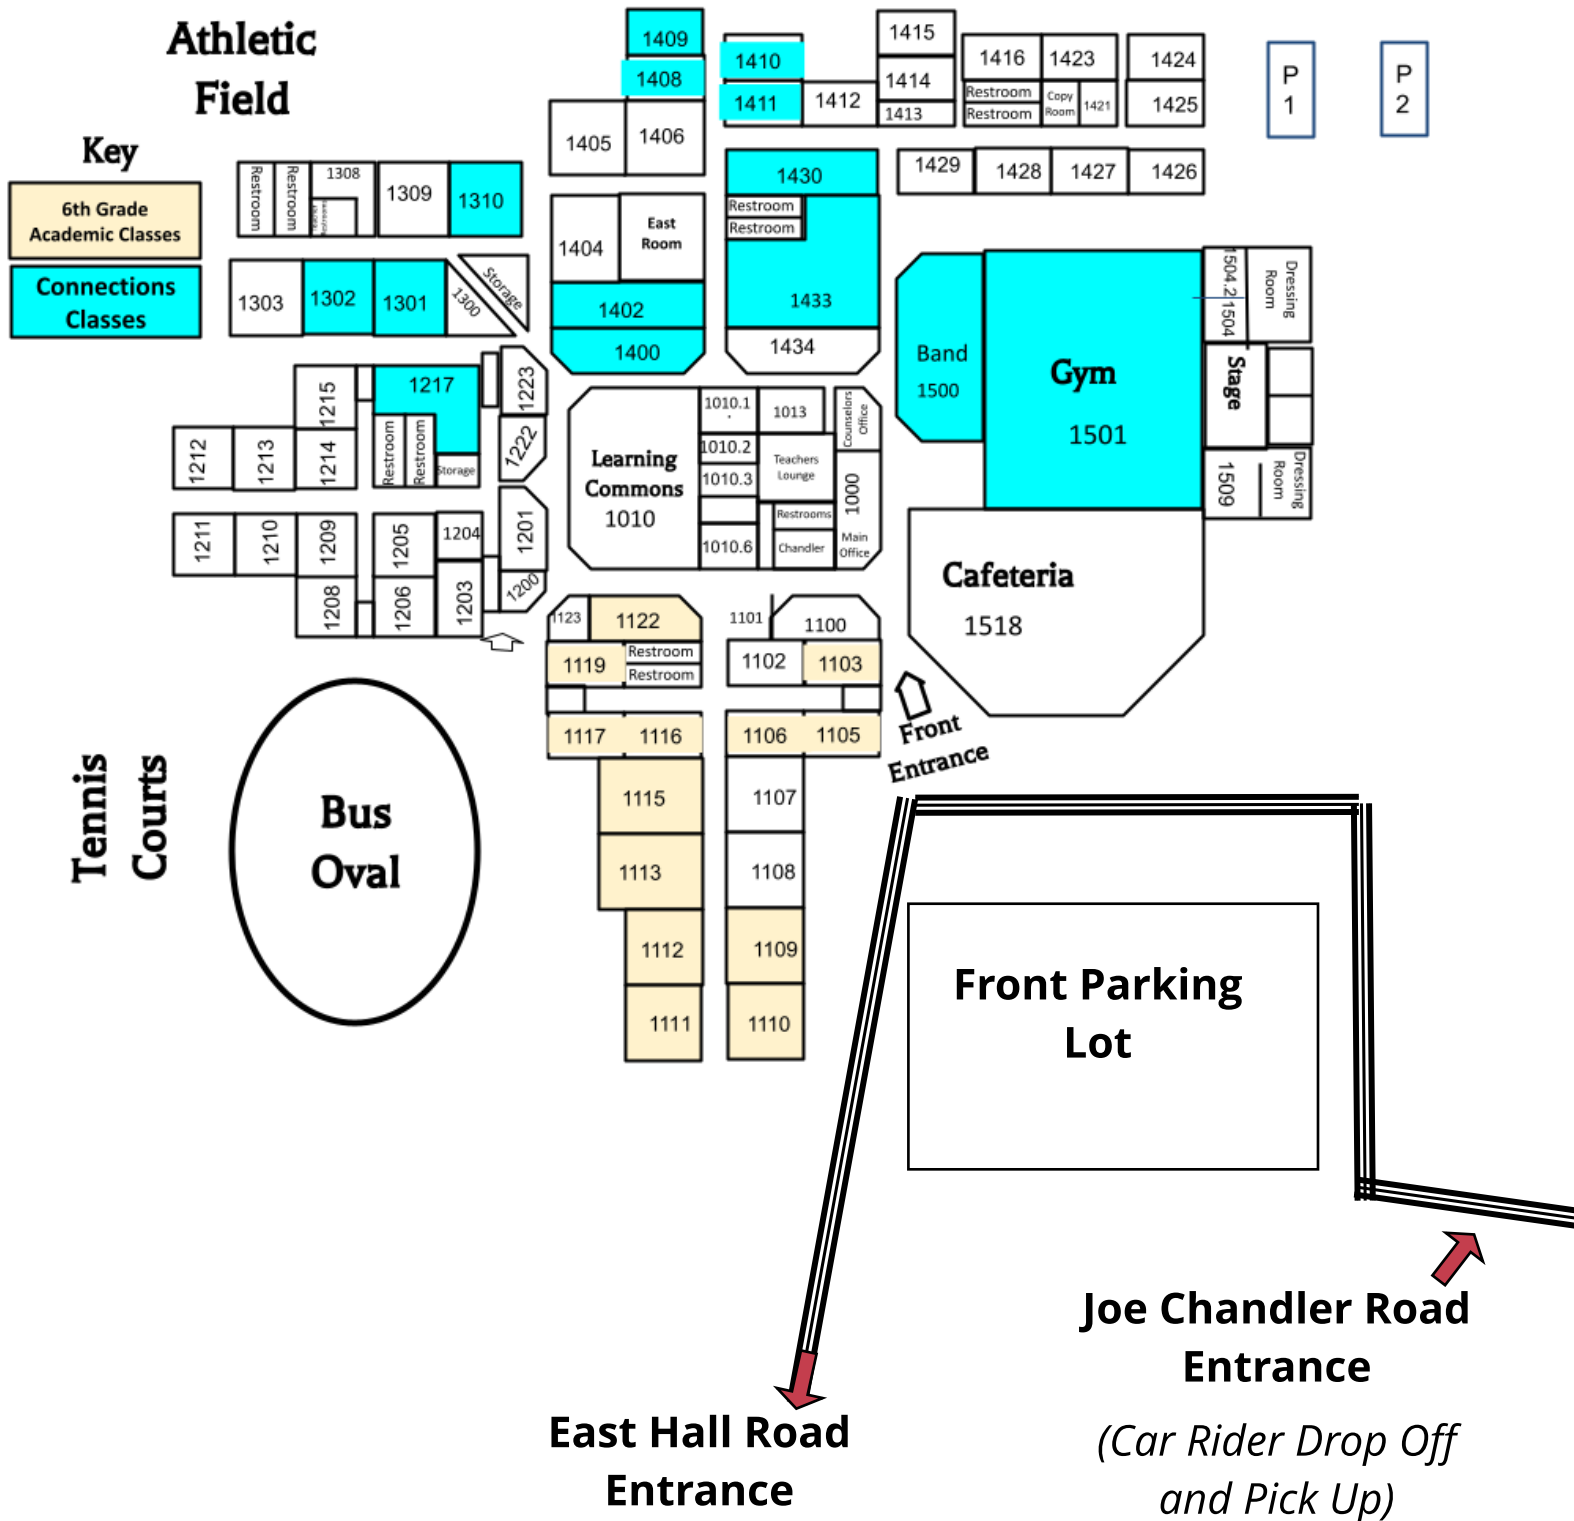 Athletic
Field
Key
6th Grade
Academic Classes
Connections
Classes
1409
1408
1410
1411
1412
1415
1414
1413
1416
1423
Restroom
Restroom
Copy
Room
1421
1424
1425
P
1
P
2
1405
1406
1429
1428
1427
1426
Restroom
Restroom
1308
1309
1310
1303
1302
1301
1300
Storage
1404
East
Room
1402
1400
1430
Restroom
Restroom
1433
1434
Band
1500
Gym
1501
1504.2
1504
Dressing
Room
Stage
1509
Dressing
Room
1215
1217
1223
1212
1213
1214
Restroom
Restroom
Storage
1222
1211
1210
1209
1205
1204
1201
1208
1206
1203
1200
Learning
Commons
1010
1010.1
1010.2
1010.3
1010.6
1013
Teachers
Lounge
Restrooms
Chandler
Counselors
Office
1000
Main
Office
Cafeteria
1518
1123
1122
1119
Restroom
Restroom
1101
1100
1102
1103
1117
1116
1106
1105
1115
1107
1113
1108
1112
1109
1111
1110
Front
Entrance
Tennis
Courts
Bus
Oval
Front Parking
Lot
Joe Chandler Road
Entrance
(Car Rider Drop Off
and Pick Up)
East Hall Road
Entrance